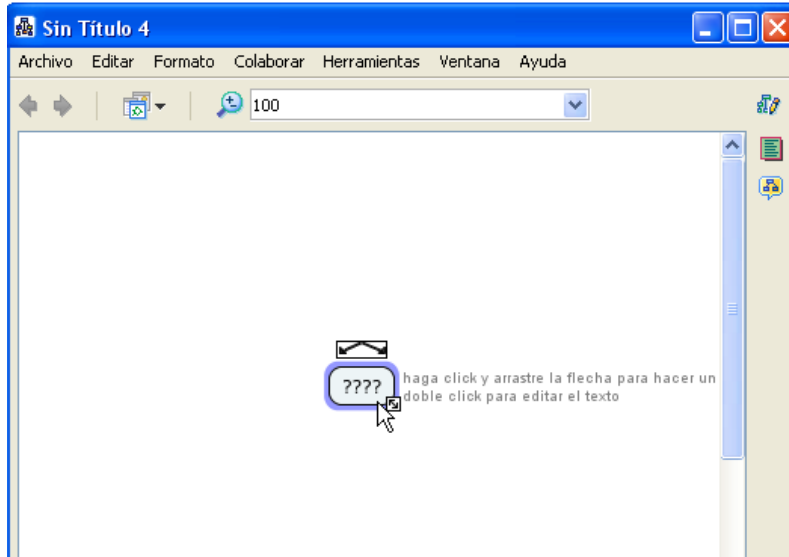 Sin Título 4
Archivo Editar Formato Colaborar Herramientas Ventana Ayuda
100
haga click y arrastre la flecha para hacer un
????
doble click para editar el texto